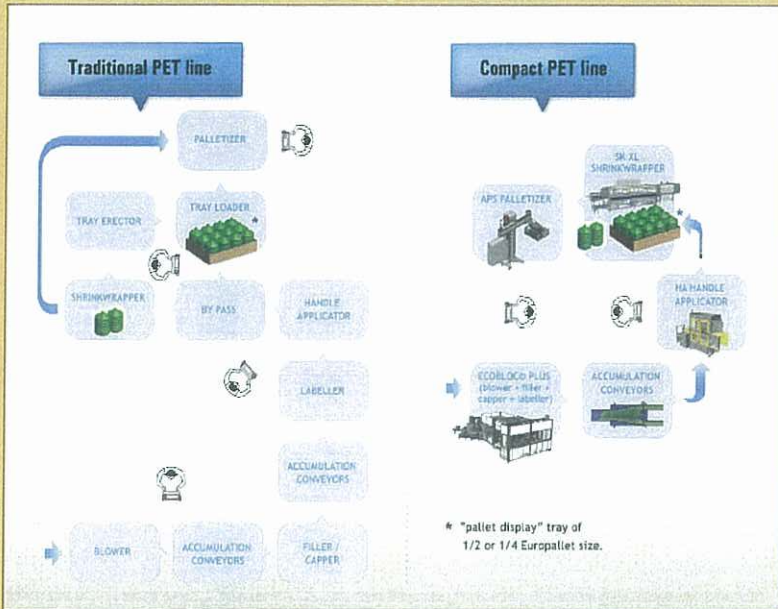 Traditional PET line
PALLETIZER
TRAY ERECTOR
TRAY LOADER
*
SHRINKWRAPPER
BY PASS
HANDLE
APPLICATOR
LABELLER
ACCUMULATION
CONVEYORS
BLOWER
ACCUMULATION
CONVEYORS
FILLER /
CAPPER
Compact PET line
SK XL
SHRINKWRAPPER
APS PALLETIZER
*
HA HANDLE
APPLICATOR
ECOBLOC® PLUS
(blower + filler +
capper + labeller)
ACCUMULATION
CONVEYORS
* "pallet display" tray of
1/2 or 1/4 Europallet size.